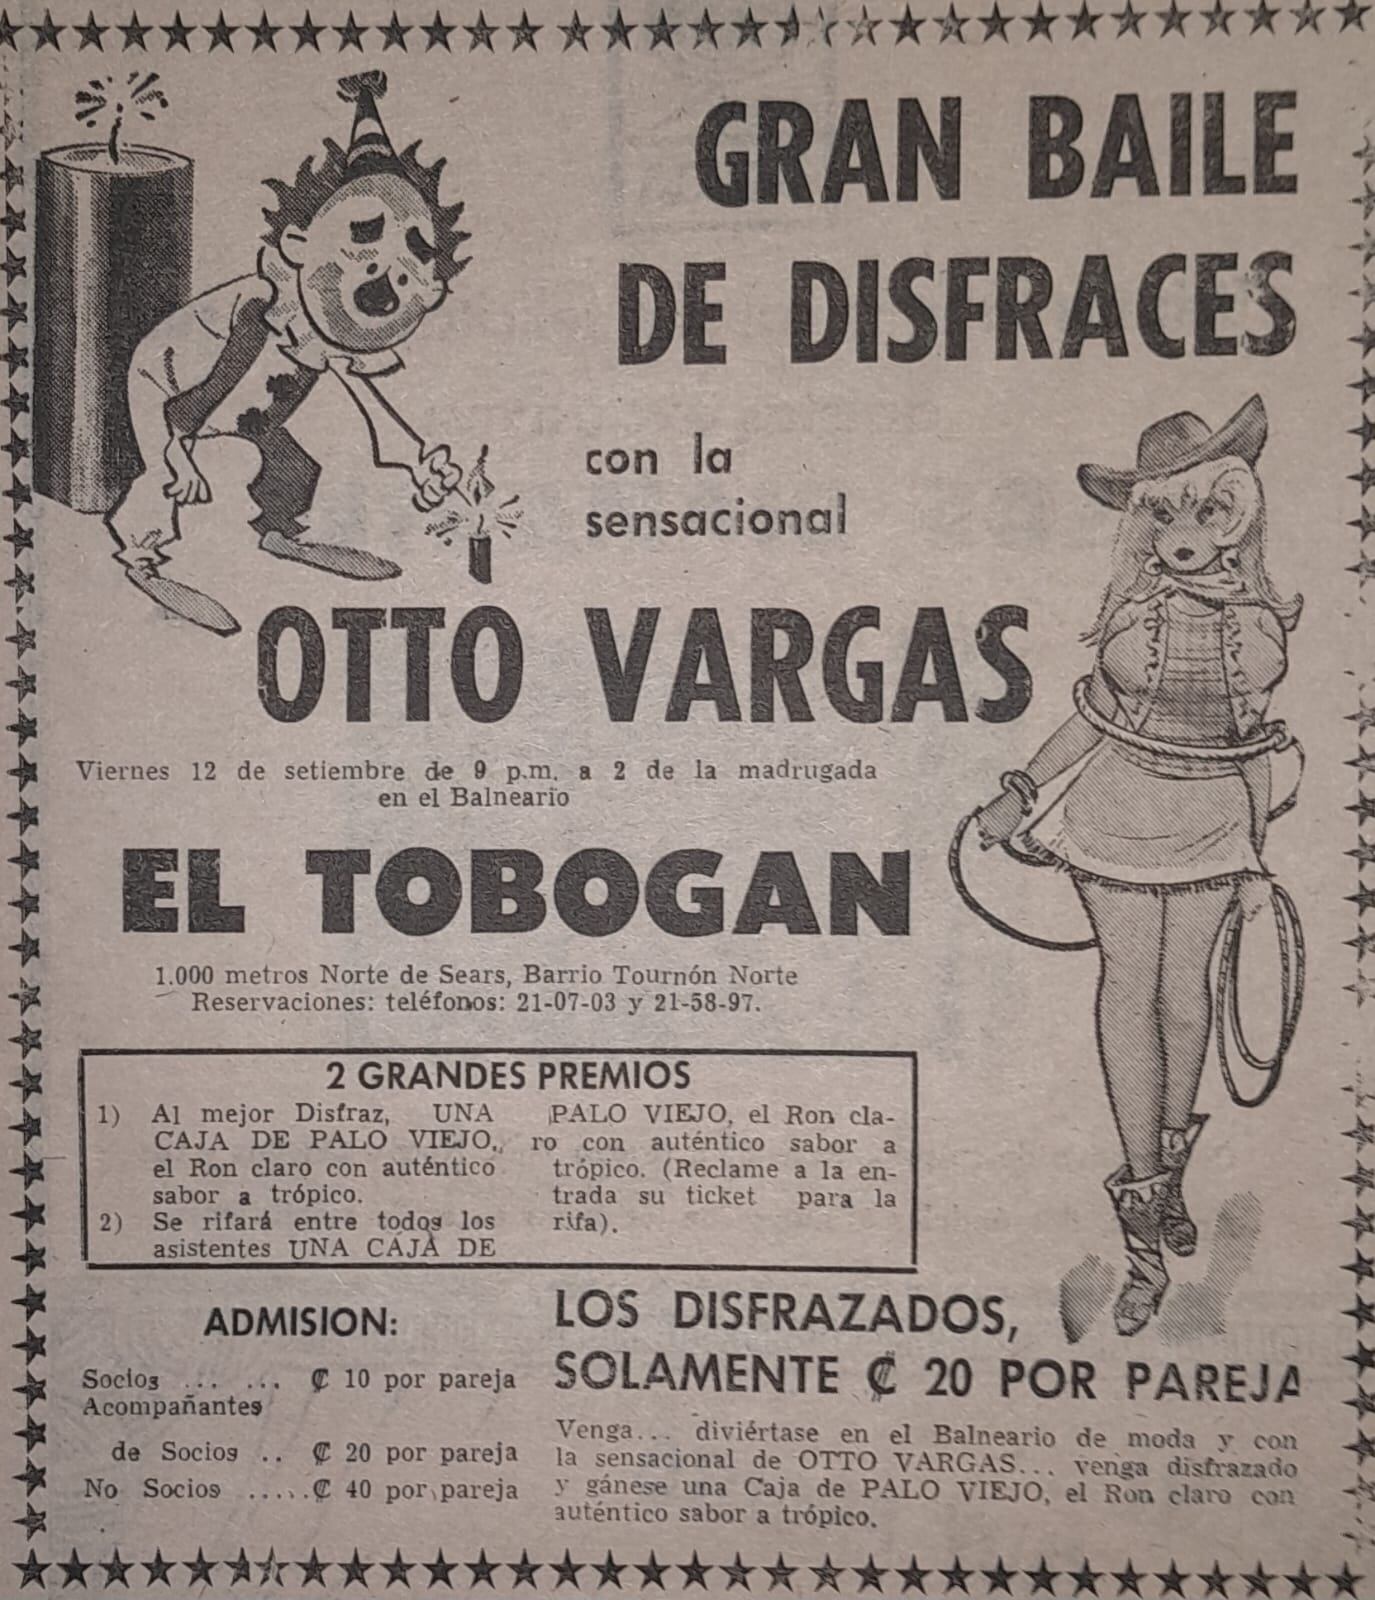 GRAN BAILE
DE DISFRACES
con la
sensacional
OTTO VARGAS
Viernes 12 de setiembre de 9 p.m. a 2 de la madrugada
en el Balneario
EL TOBOGAN
1.000 metros Norte de Sears, Barrio Tournón Norte
Reservaciones: teléfonos: 21-07-03 y 21-58-97.
2 GRANDES PREMIOS
1) Al mejor Disfraz, UNA
CAJA DE PALO VIEJO,
el Ron claro con auténtico
sabor a trópico.
2) Se rifará entre todos los
asistentes UNA CAJA DE
PALO VIEJO, el Ron cla-
ro con auténtico sabor a
trópico. (Reclame a la en-
trada su ticket para la
rifa).
ADMISION:
Socios ... ... ₡ 10 por pareja
Acompañantes
de Socios .. ₡ 20 por pareja
No Socios ..... ₡ 40 por pareja
LOS DISFRAZADOS,
SOLAMENTE ₡ 20 POR PAREJA
Venga... diviértase en el Balneario de moda y con
la sensacional de OTTO VARGAS... venga disfrazado
y gánese una Caja de PALO VIEJO, el Ron claro con
auténtico sabor a trópico.